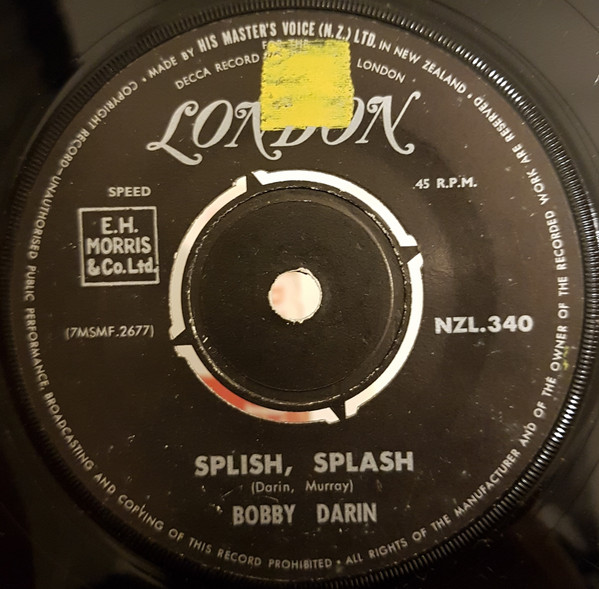 COPYRIGHT RECORD—UNAUTHORISED PUBLIC PERFORMANCE, BROADCASTING AND COPYING OF THIS RECORD PROHIBITED • ALL RIGHTS OF THE MANUFACTURER AND OF THE OWNER OF THE RECORDED WORK ARE RESERVED •
MADE BY HIS MASTER'S VOICE (N.Z.) LTD. IN NEW ZEALAND
FOR THE
DECCA RECORD LONDON
LONDON
SPEED 45 R.P.M.
E.H.
MORRIS
& Co. Ltd.
(7MSMF.2677) NZL.340
SPLISH, SPLASH
(Darin, Murray)
BOBBY DARIN